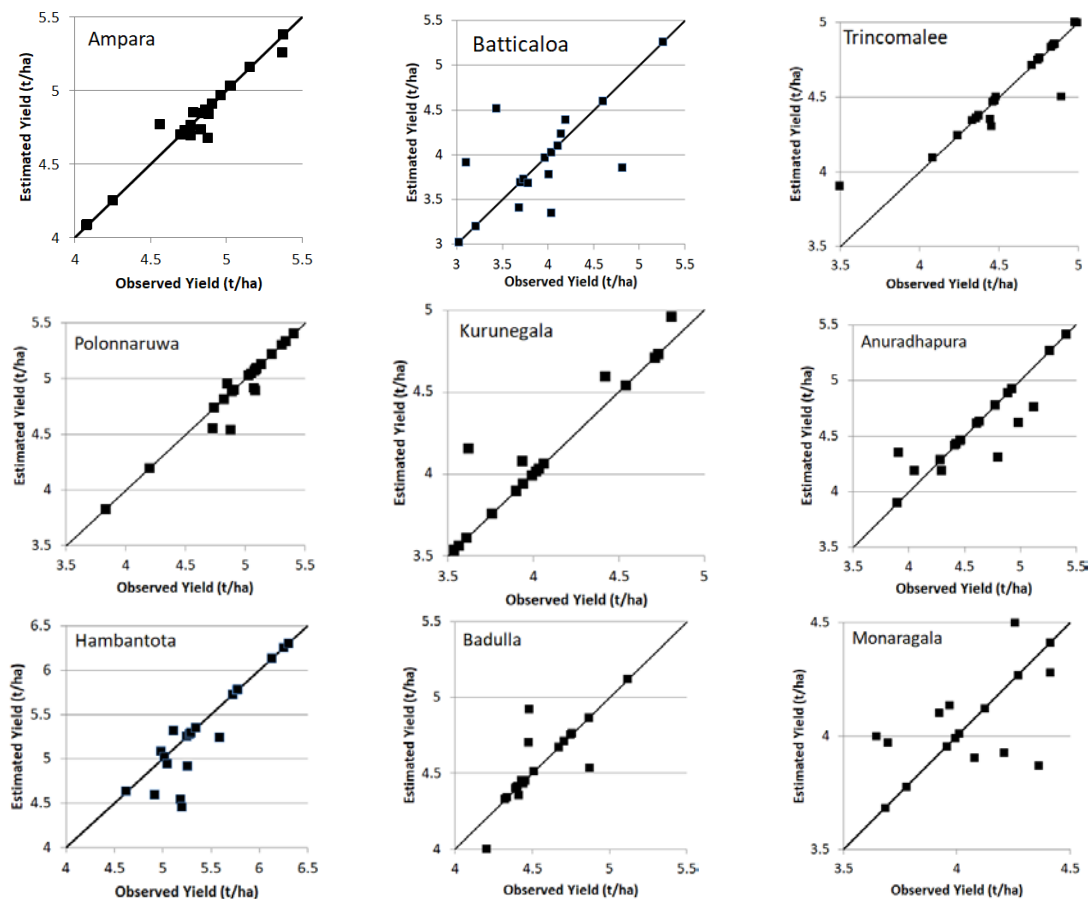 Ampara
Estimated Yield (t/ha)
5.5
5
4.5
4
4 4.5 5 5.5
Observed Yield (t/ha)
Batticaloa
Estimated Yield (t/ha)
5.5
5
4.5
4
3.5
3
3 3.5 4 4.5 5 5.5
Observed Yield (t/ha)
Trincomalee
Estimated Yield (t/ha)
5
4.5
4
3.5
3.5 4 4.5 5
Observed Yield (t/ha)
Polonnaruwa
Estimated Yield (t/ha)
5.5
5
4.5
4
3.5
3.5 4 4.5 5 5.5
Observed Yield (t/ha)
Kurunegala
Estimated Yield (t/ha)
5
4.5
4
3.5
3.5 4 4.5 5
Observed Yield (t/ha)
Anuradhapura
Estimated Yield (t/ha)
5.5
5
4.5
4
3.5
3.5 4 4.5 5 5.5
Observed Yield (t/ha)
Hambantota
Estimated Yield (t/ha)
6.5
6
5.5
5
4.5
4
4 4.5 5 5.5 6 6.5
Observed Yield (t/ha)
Badulla
Estimated Yield (t/ha)
5.5
5
4.5
4
4 4.5 5 5.5
Observed Yield (t/ha)
Monaragala
Estimated Yield (t/ha)
4.5
4
3.5
3.5 4 4.5
Observed Yield (t/ha)